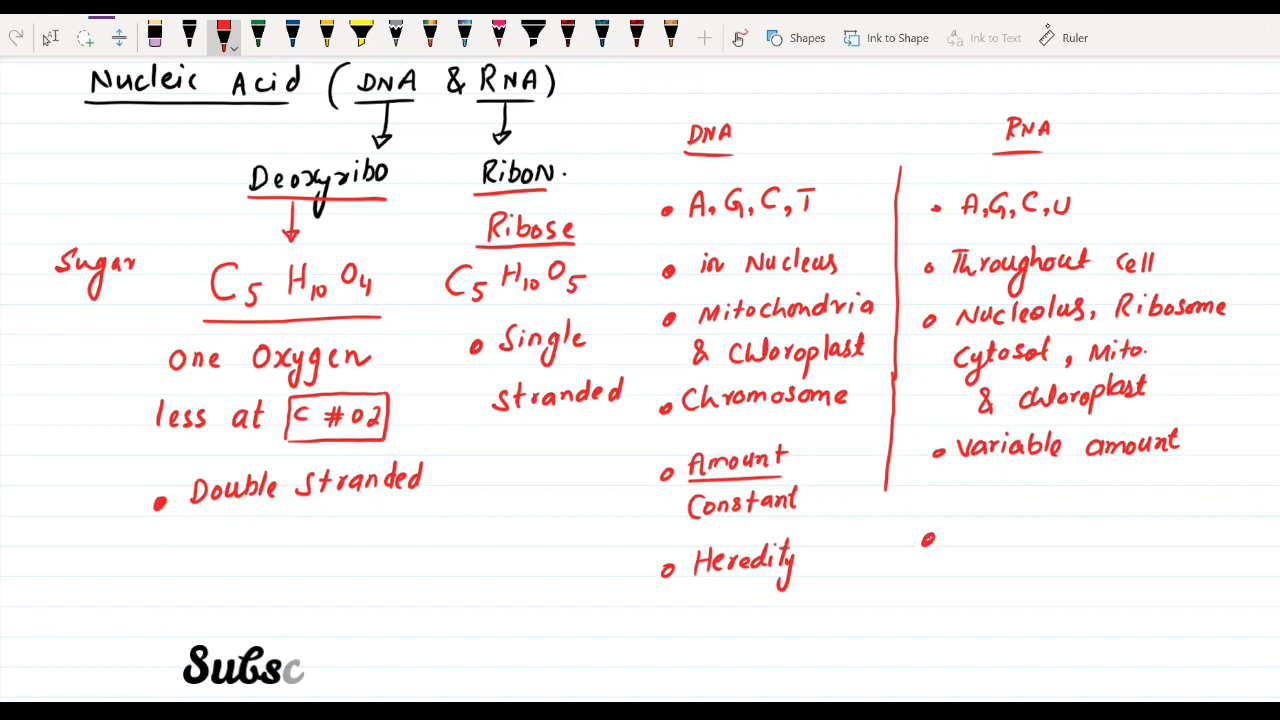 Shapes
Ink to Shape
Ink to Text
Ruler
Nucleic Acid (DNA & RNA)
Deoxyribo
RiboN.
Ribose
Sugar
C5 H10 O4
C5 H10 O5
one oxygen
less at C #02
• Double stranded
• Single
stranded
DNA
• A, G, C, T
• in Nucleus
• Mitochondria
& Chloroplast
• Chromosome
• Amount
Constant
• Heredity
RNA
• A, G, C, U
• Throughout cell
• Nucleolus, Ribosome
Cytosol, Mito.
& chloroplast
• variable amount
•
Subsc